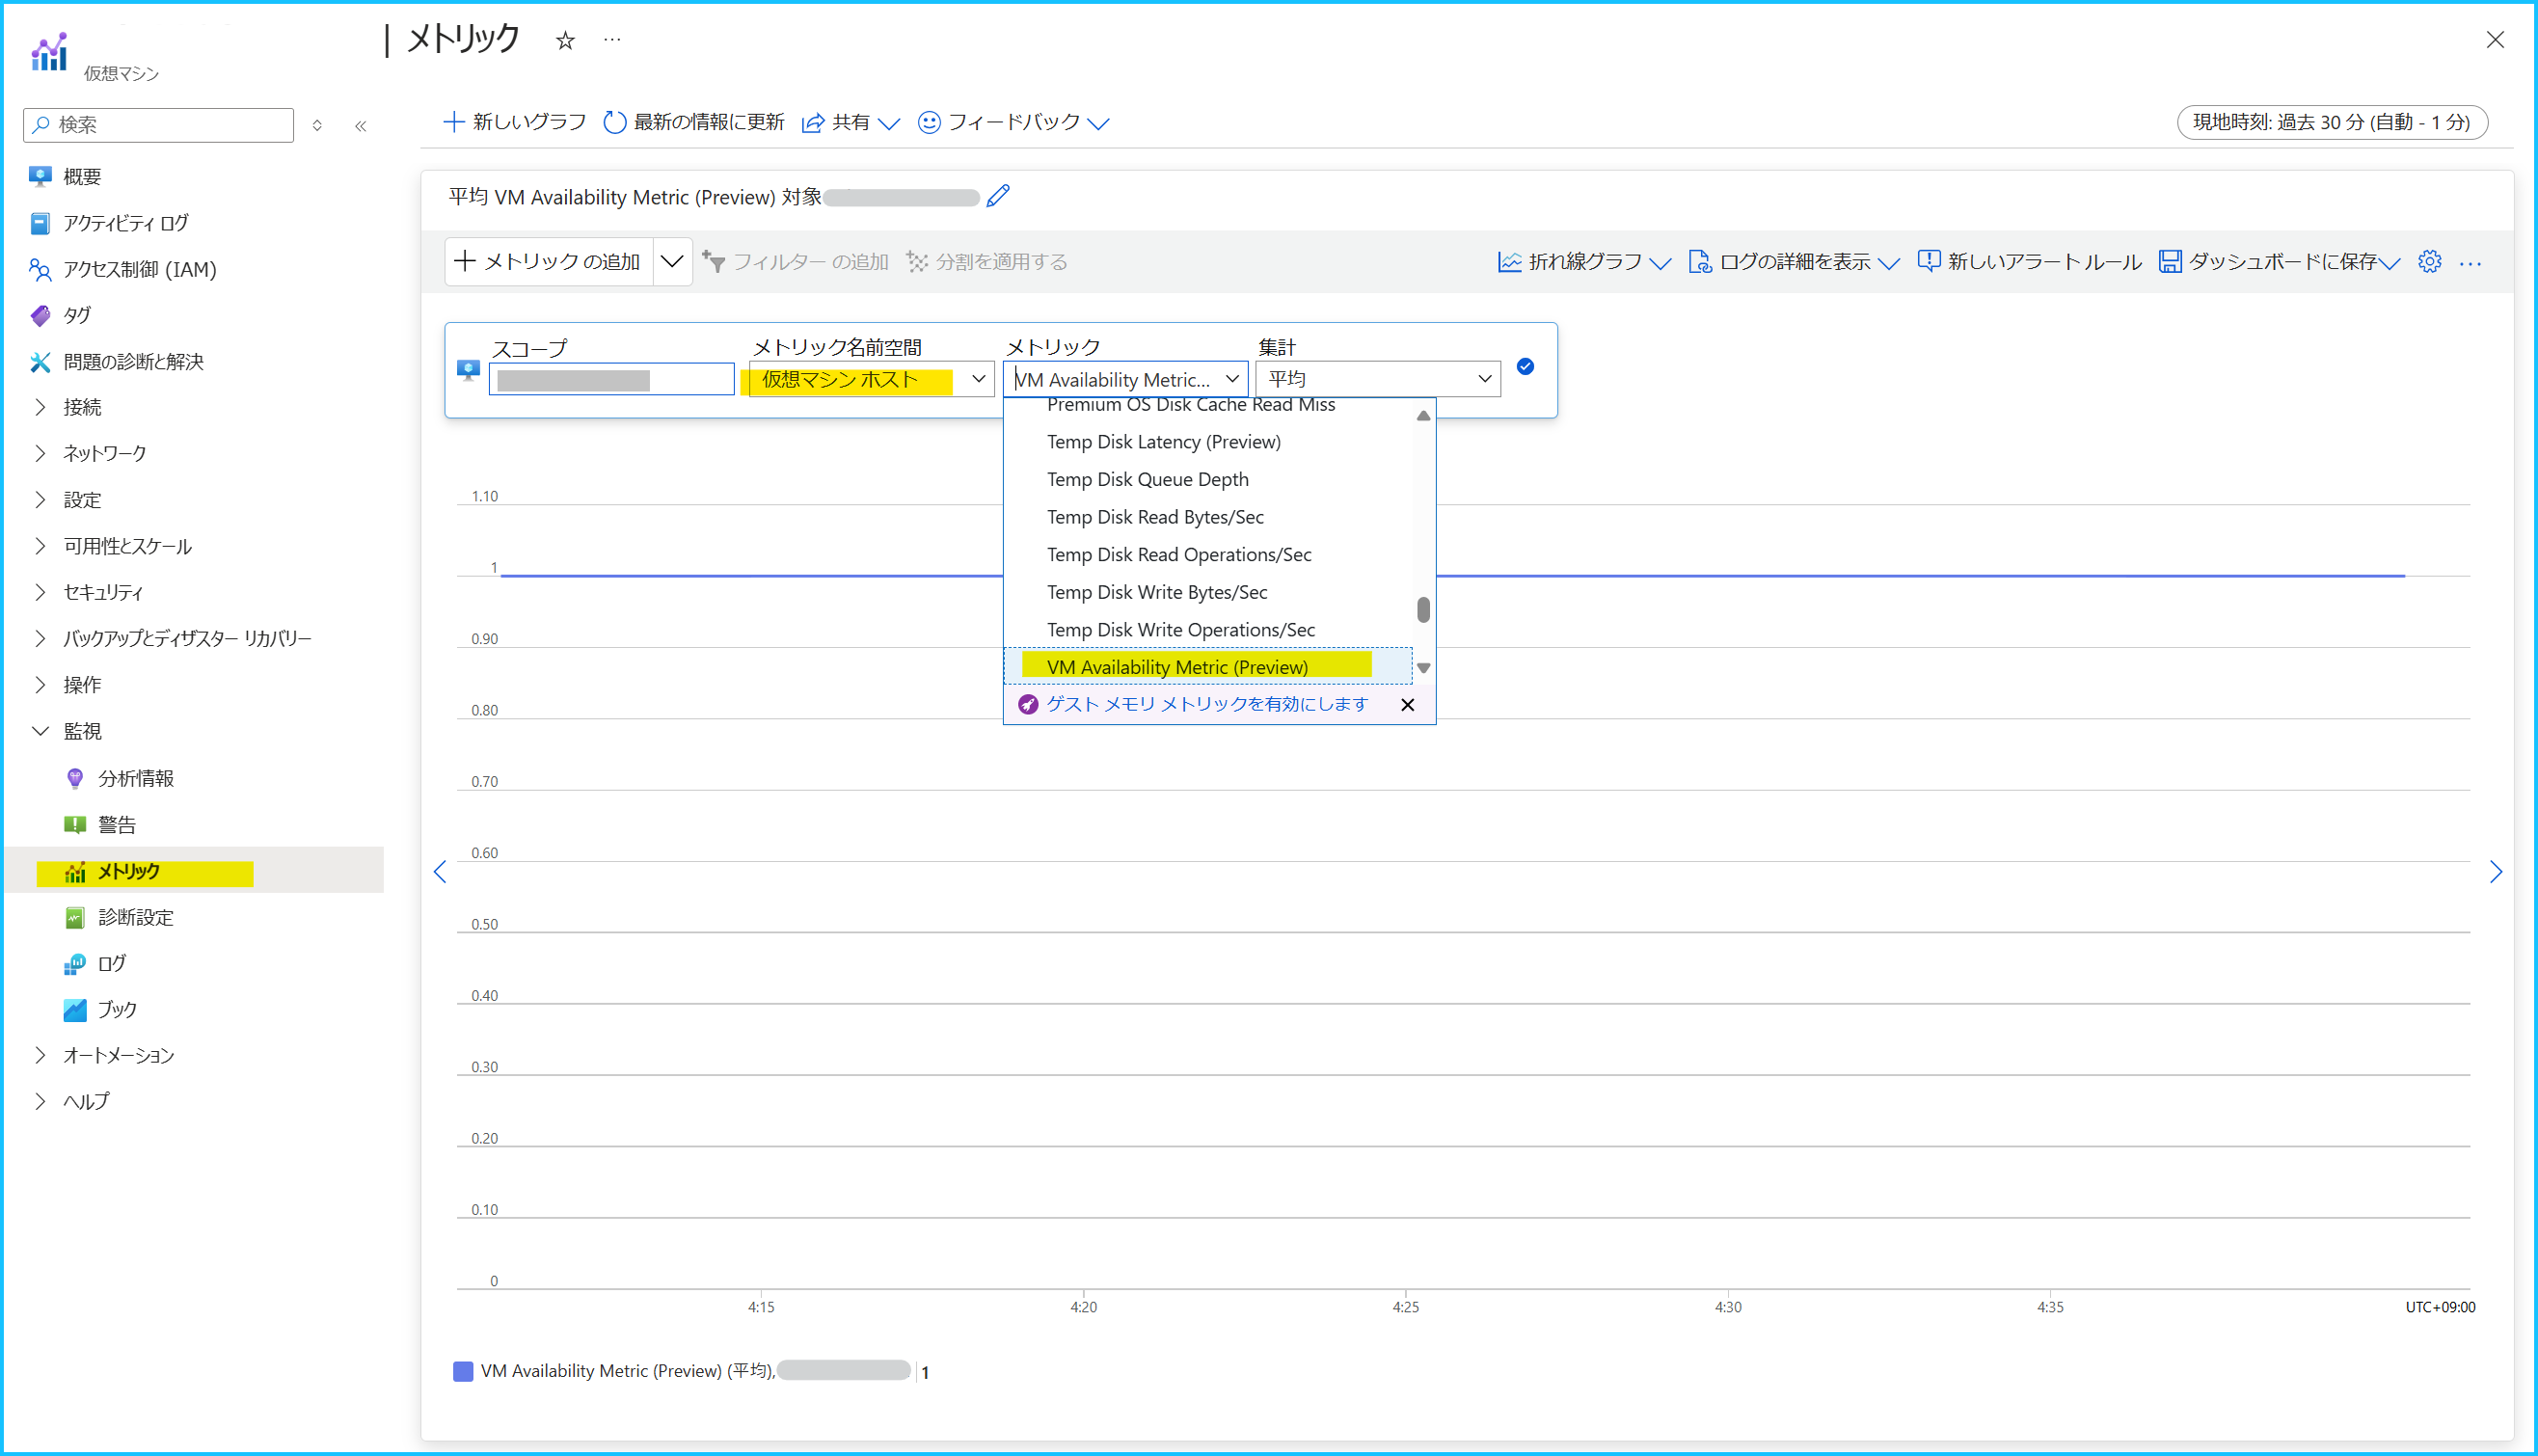 | メトリック ☆ …
仮想マシン
検索
概要
アクティビティ ログ
アクセス制御 (IAM)
タグ
問題の診断と解決
接続
ネットワーク
設定
可用性とスケール
セキュリティ
バックアップとディザスター リカバリー
操作
監視
分析情報
警告
メトリック
診断設定
ログ
ブック
オートメーション
ヘルプ
新しいグラフ 最新の情報に更新 共有 フィードバック 現地時刻: 過去 30 分 (自動 - 1 分)
平均 VM Availability Metric (Preview) 対象
メトリック の追加 フィルター の追加 分割を適用する 折れ線グラフ ログの詳細を表示 新しいアラート ルール ダッシュボードに保存 …
スコープ メトリック名前空間 メトリック 集計
仮想マシン ホスト VM Availability Metric... 平均
Premium OS Disk Cache Read Miss
Temp Disk Latency (Preview)
Temp Disk Queue Depth
Temp Disk Read Bytes/Sec
Temp Disk Read Operations/Sec
Temp Disk Write Bytes/Sec
Temp Disk Write Operations/Sec
VM Availability Metric (Preview)
ゲスト メモリ メトリックを有効にします
1.10
1
0.90
0.80
0.70
0.60
0.50
0.40
0.30
0.20
0.10
0
4:15 4:20 4:25 4:30 4:35 UTC+09:00
VM Availability Metric (Preview) (平均), 1